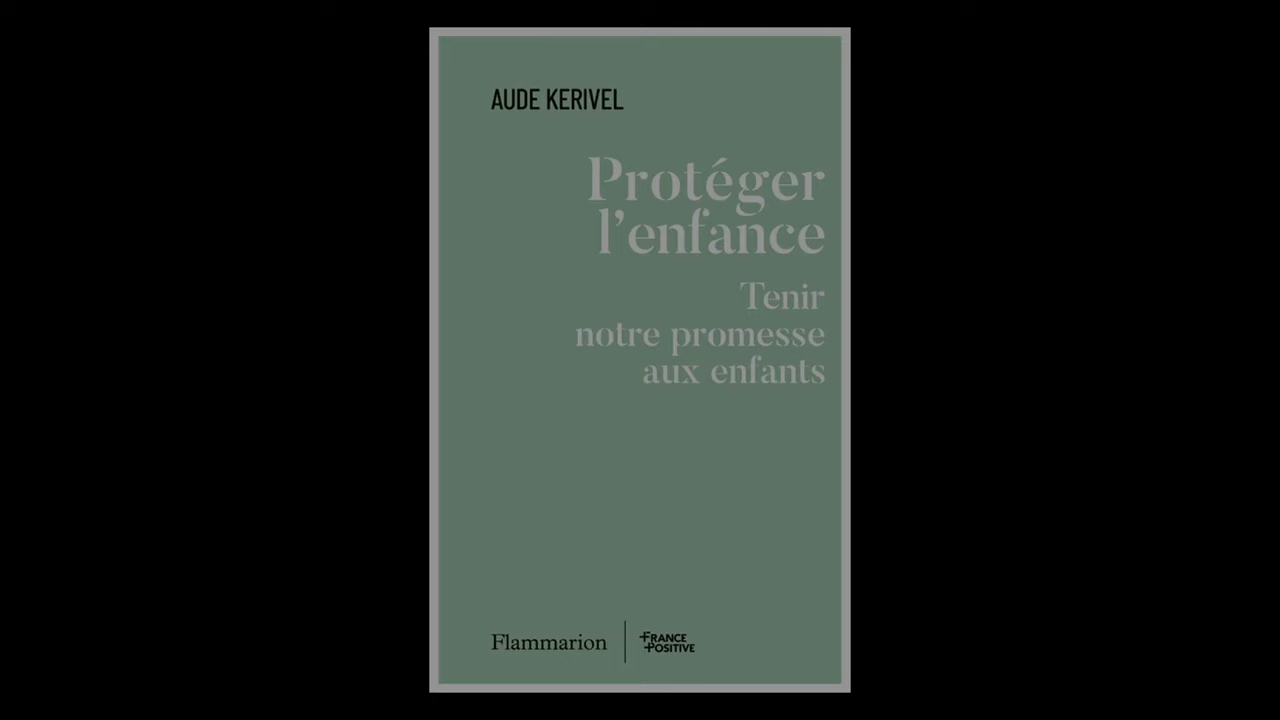 AUDE KERIVEL
Protéger
l’enfance
Tenir
notre promesse
aux enfants
Flammarion
FRANCE
POSITIVE